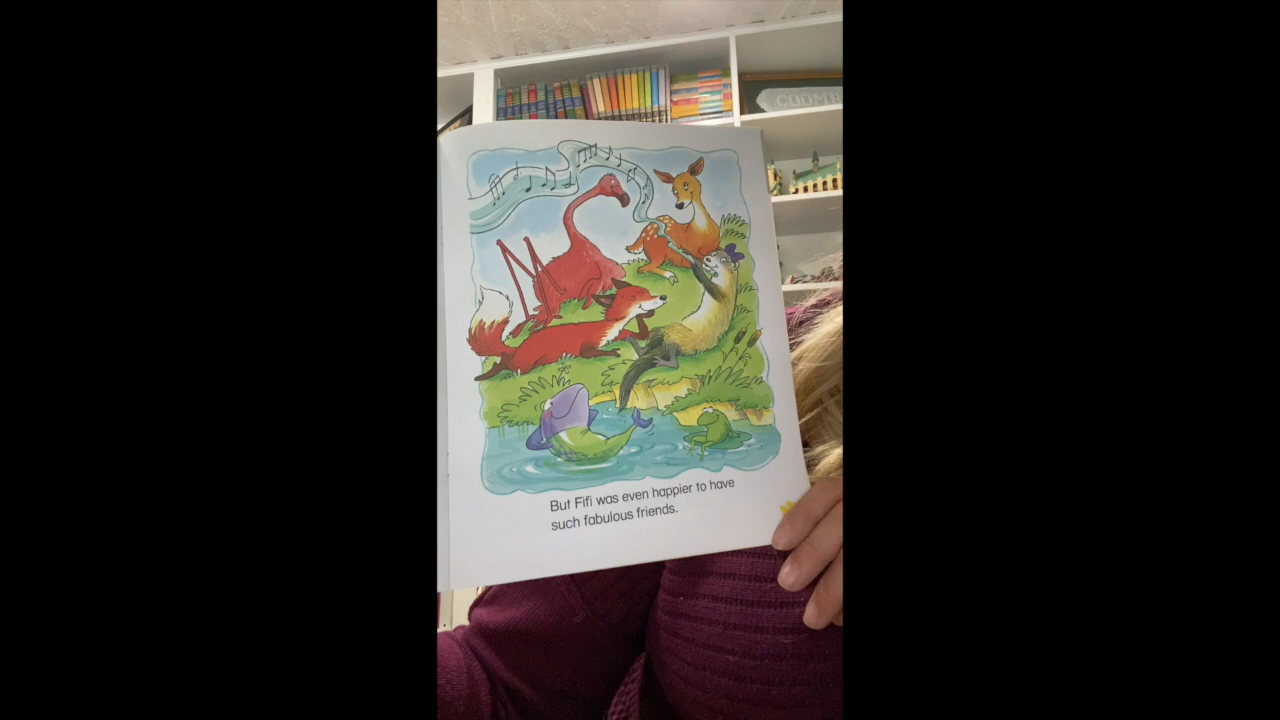 But Fifi was even happier to have
such fabulous friends.